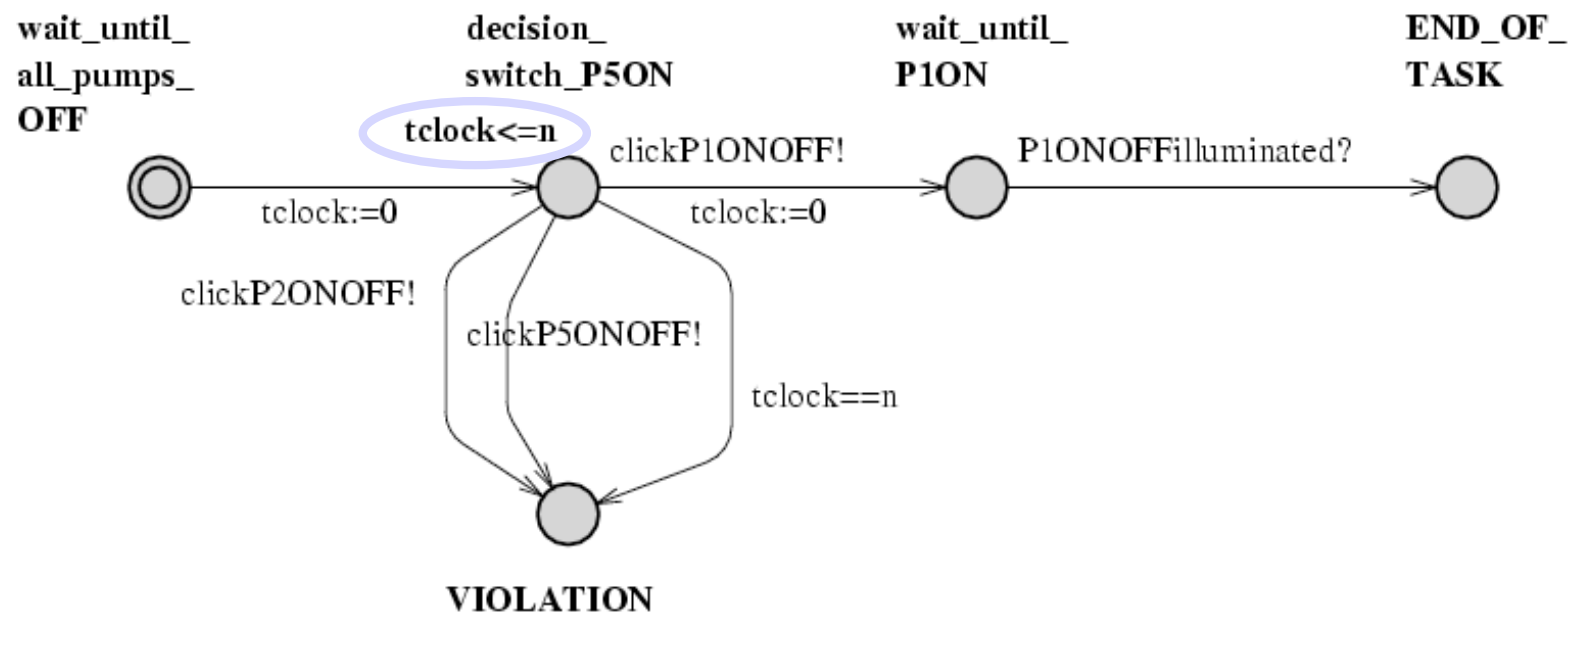 wait_until_
all_pumps_
OFF
decision_
switch_P5ON
wait_until_
P1ON
END_OF_
TASK
tclock<=n
clickP1ONOFF!
P1ONOFFilluminated?
tclock:=0
tclock:=0
clickP2ONOFF!
clickP5ONOFF!
tclock==n
VIOLATION